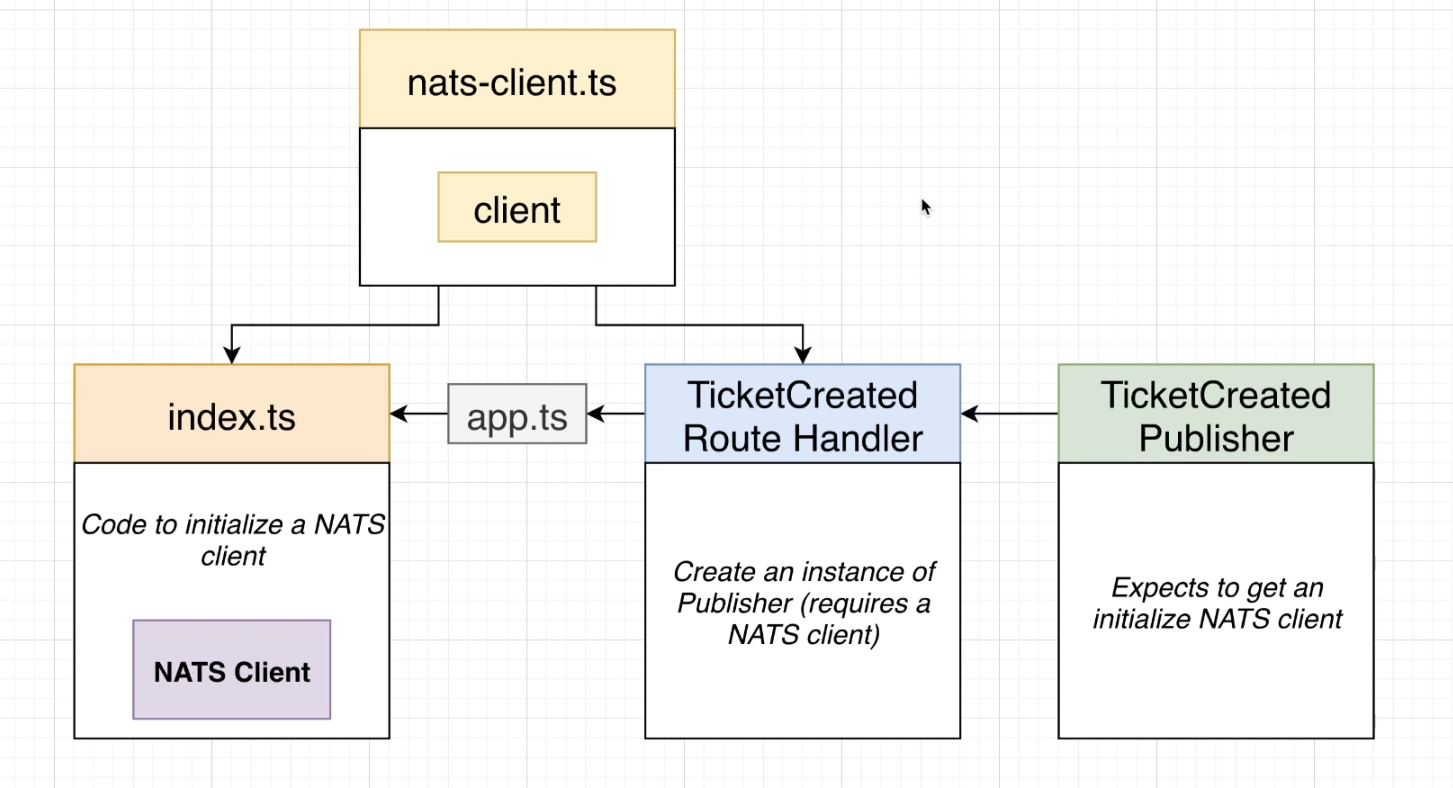 nats-client.ts
client
index.ts
app.ts
TicketCreated
Route Handler
TicketCreated
Publisher
Code to initialize a NATS
client
NATS Client
Create an instance of
Publisher (requires a
NATS client)
Expects to get an
initialize NATS client